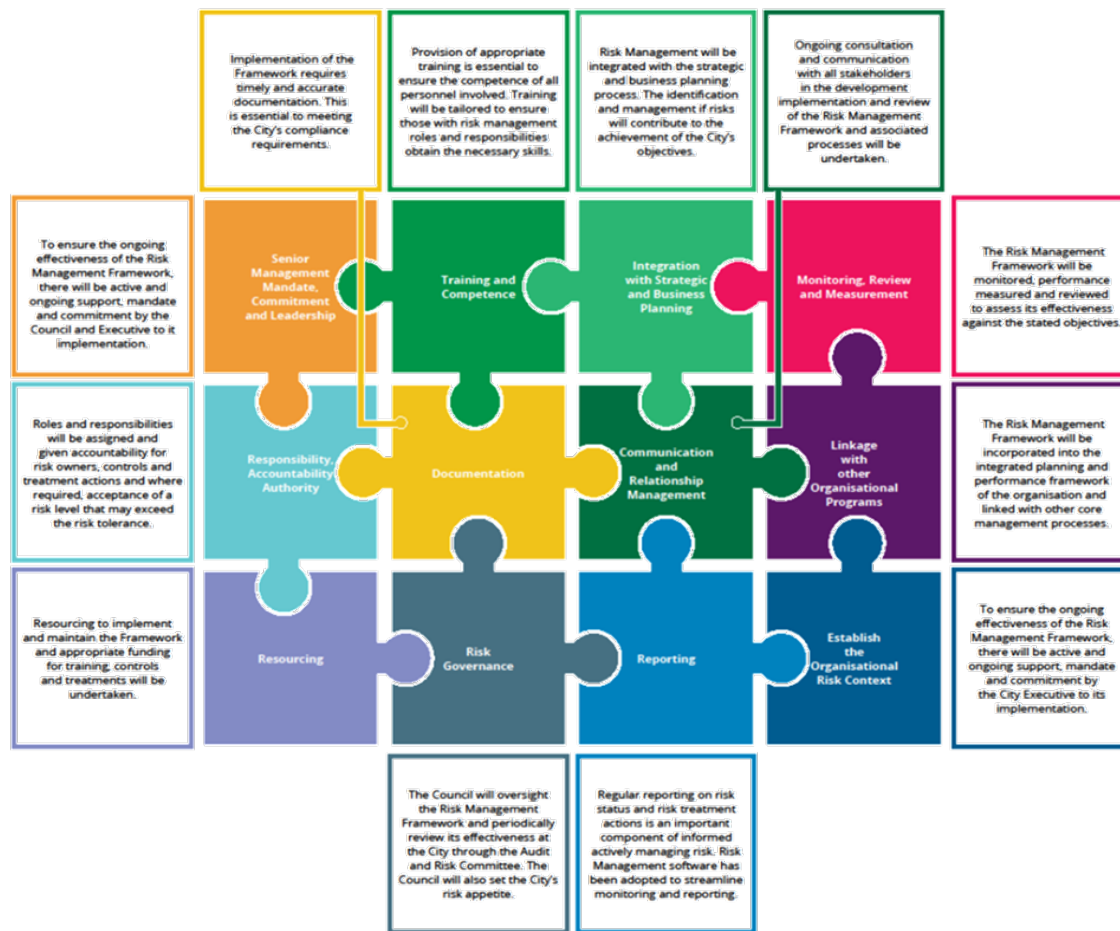 Implementation of the
Framework requires
timely and accurate
documentation. This
is essential to meeting
the City's compliance
requirements.
Provision of appropriate
training is essential to
ensure the competence of all
personnel involved. Training
will be tailored to ensure
those with risk management
roles and responsibilities
obtain the necessary skills.
Risk Management will be
integrated with the strategic
and business planning
process. The identification
and management if risks
will contribute to the
achievement of the City's
objectives.
Ongoing consultation
and communication
with all stakeholders
in the development
implementation and review
of the Risk Management
Framework and associated
processes will be
undertaken.
To ensure the ongoing
effectiveness of the Risk
Management Framework,
there will be active and
ongoing support, mandate
and commitment by the
Council and Executive to it
implementation.
Senior
Management
Mandate,
Commitment
and Leadership
Training and
Competence
Integration
with Strategic
and Business
Planning
Monitoring, Review
and Measurement
The Risk Management
Framework will be
monitored, performance
measured and reviewed
to assess its effectiveness
against the stated objectives.
Roles and responsibilities
will be assigned and
given accountability for
risk owners, controls and
treatment actions and where
required, acceptance of a
risk level that may exceed
the risk tolerance.
Responsibility,
Accountability
Authority
Documentation
Communication
and
Relationship
Management
Linkage
with
other
Organisational
Programs
The Risk Management
Framework will be
incorporated into the
integrated planning and
performance framework
of the organisation and
linked with other core
management processes.
Resourcing to implement
and maintain the Framework
and appropriate funding
for training, controls
and treatments will be
undertaken.
Resourcing
Risk
Governance
Reporting
Establish
the
Organisational
Risk Context
To ensure the ongoing
effectiveness of the Risk
Management Framework,
there will be active and
ongoing support, mandate
and commitment by
the City Executive to its
implementation.
The Council will oversight
the Risk Management
Framework and periodically
review its effectiveness at
the City through the Audit
and Risk Committee. The
Council will also set the City's
risk appetite.
Regular reporting on risk
status and risk treatment
actions is an important
component of informed
actively managing risk. Risk
Management software has
been adopted to streamline
monitoring and reporting.